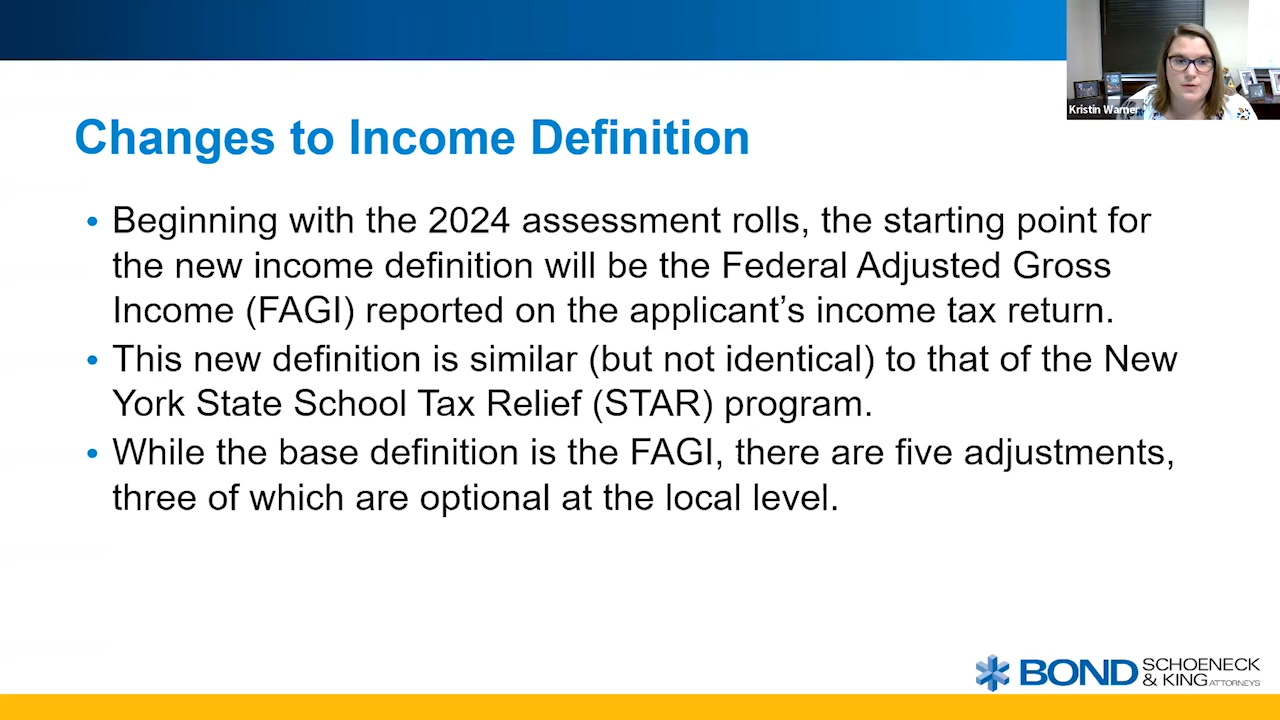 Kristin Warner
Changes to Income Definition
• Beginning with the 2024 assessment rolls, the starting point for
the new income definition will be the Federal Adjusted Gross
Income (FAGI) reported on the applicant’s income tax return.
• This new definition is similar (but not identical) to that of the New
York State School Tax Relief (STAR) program.
• While the base definition is the FAGI, there are five adjustments,
three of which are optional at the local level.
BOND SCHOENECK
& KING ATTORNEYS